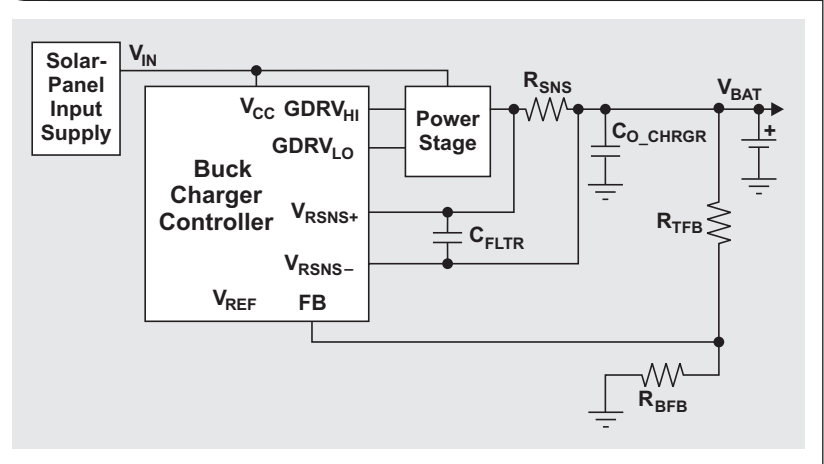 Solar-
Panel
Input
Supply
V_IN
V_CC GDRV_HI
GDRV_LO
Buck
Charger
Controller
V_RSNS+
V_RSNS–
V_REF FB
Power
Stage
R_SNS
C_FLTR
C_O_CHRGR
V_BAT
+
R_TFB
R_BFB